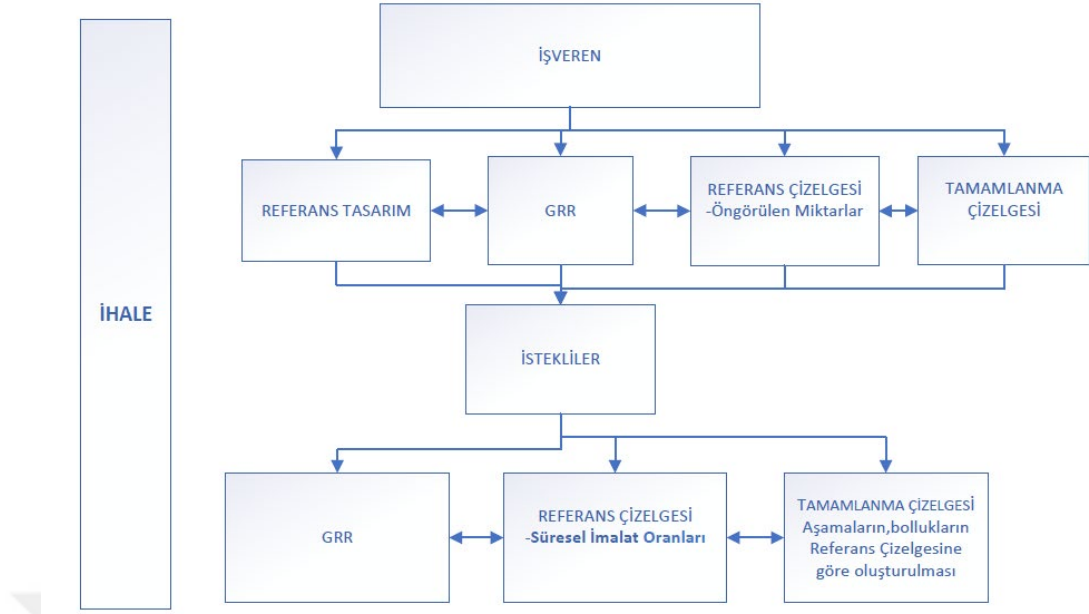 İŞVEREN
REFERANS TASARIM
GRR
REFERANS ÇİZELGESİ
-Öngörülen Miktarlar
TAMAMLANMA
ÇİZELGESİ
İHALE
İSTEKLİLER
GRR
REFERANS ÇİZELGESİ
-Süresel İmalat Oranları
TAMAMLANMA ÇİZELGESİ
Aşamaların,bollukların
Referans Çizelgesine
göre oluşturulması